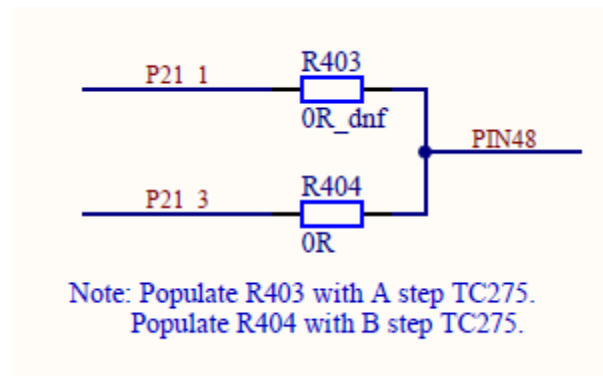 R403
P21_1
0R_dnf
PIN48
R404
P21_3
0R
Note: Populate R403 with A step TC275.
Populate R404 with B step TC275.